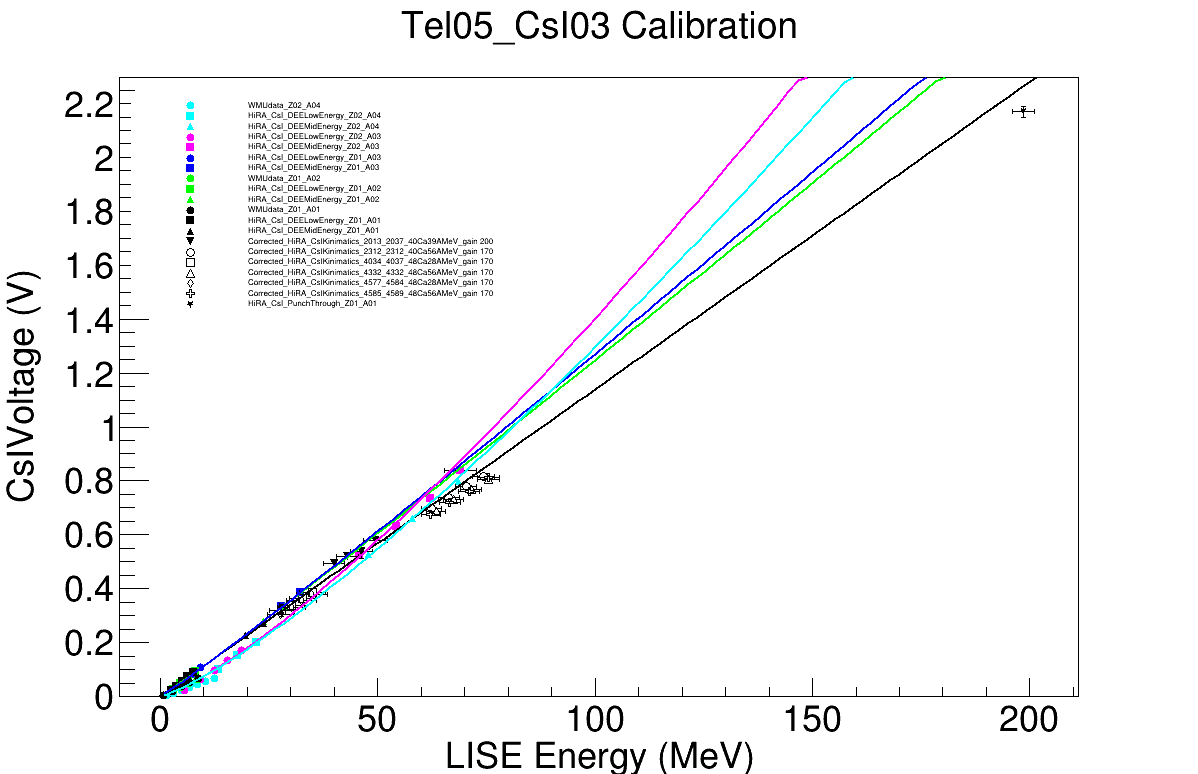 Tel05_CsI03 Calibration
CsIVoltage (V)
2.2
2
1.8
1.6
1.4
1.2
1
0.8
0.6
0.4
0.2
0
WMUdata_Z02_A04
HiRA_CsI_DEELowEnergy_Z02_A04
HiRA_CsI_DEEMidEnergy_Z02_A04
HiRA_CsI_DEELowEnergy_Z02_A03
HiRA_CsI_DEEMidEnergy_Z02_A03
HiRA_CsI_DEELowEnergy_Z01_A03
HiRA_CsI_DEEMidEnergy_Z01_A03
WMUdata_Z01_A02
HiRA_CsI_DEELowEnergy_Z01_A02
HiRA_CsI_DEEMidEnergy_Z01_A02
WMUdata_Z01_A01
HiRA_CsI_DEELowEnergy_Z01_A01
HiRA_CsI_DEEMidEnergy_Z01_A01
Corrected_HiRA_CsIKinimatics_2013_2037_40Ca39AMeV_gain 200
Corrected_HiRA_CsIKinimatics_2312_2312_40Ca56AMeV_gain 170
Corrected_HiRA_CsIKinimatics_4034_4037_48Ca28AMeV_gain 170
Corrected_HiRA_CsIKinimatics_4332_4332_48Ca56AMeV_gain 170
Corrected_HiRA_CsIKinimatics_4577_4584_48Ca28AMeV_gain 170
Corrected_HiRA_CsIKinimatics_4585_4589_48Ca56AMeV_gain 170
HiRA_CsI_PunchThrough_Z01_A01
0 50 100 150 200
LISE Energy (MeV)